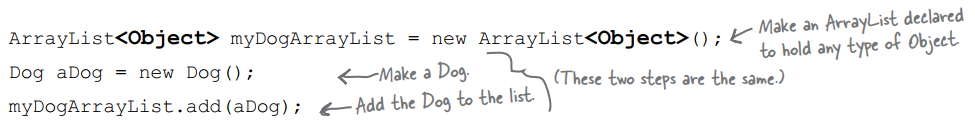 ArrayList<Object> myDogArrayList = new ArrayList<Object>(); Make an ArrayList declared
to hold any type of Object.
Dog aDog = new Dog(); Make a Dog. (These two steps are the same.)
myDogArrayList.add(aDog); Add the Dog to the list.